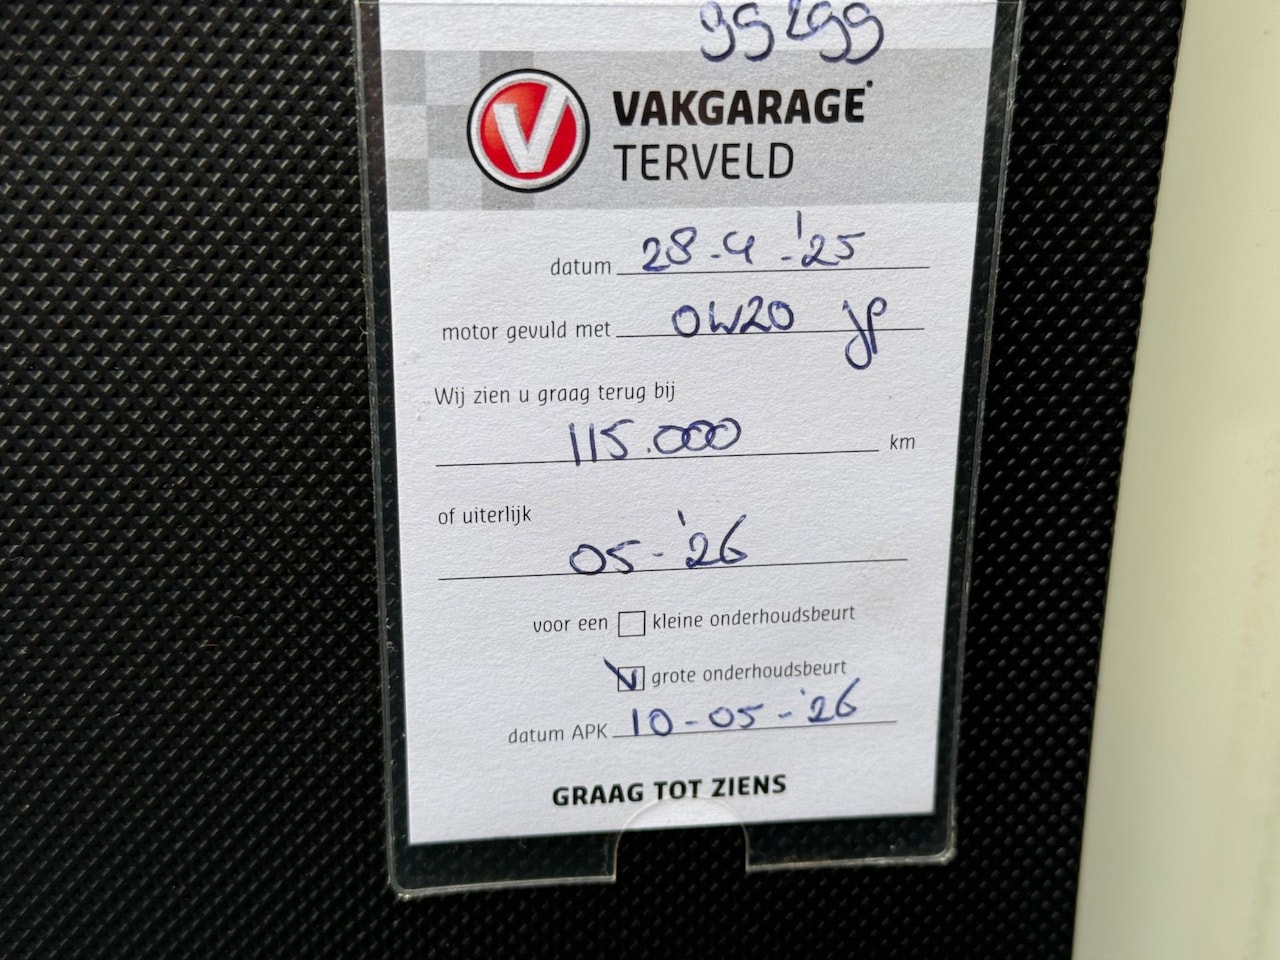 99299
VAKGARAGE
TERVELD
datum 28-4-'25
motor gevuld met 0W20 jp
Wij zien u graag terug bij
115.000 km
of uiterlijk
05-'26
voor een kleine onderhoudsbeurt
grote onderhoudsbeurt
datum APK 10-05-'26
GRAAG TOT ZIENS